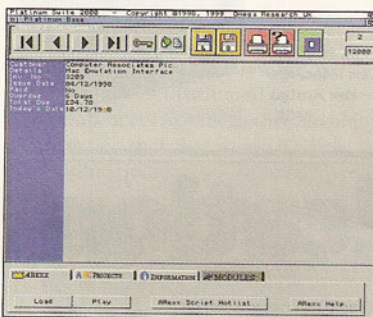 Platinum Suite 2000 - Copyright ©1998, 1999 Omega Research UK
Platinum Base
2
12000
Customer Computer Associates Plc.
Details Mac Emulation Interface
Inv No 3209
Issue Date 04/12/1998
Paid No
Overdue 6 Days
Total Due £34.70
Today's Date 10/12/19
AREXX PROJECTS INFORMATION MODULES
Load Play ARexx Script Hotlist... ARexx Help...